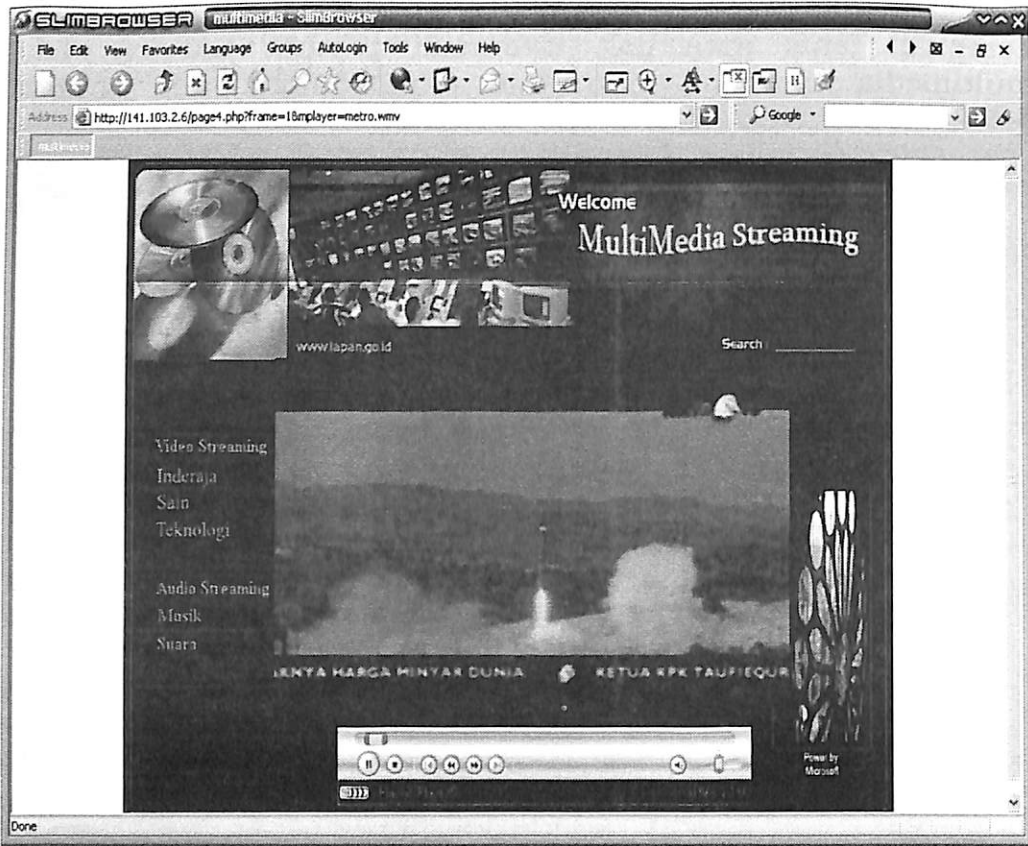 SLIMBROWSER multimedia - SlimBrowser
File Edit View Favorites Language Groups AutoLogin Tools Window Help
Address http://141.103.2.6/page4.php?frame=1&mplayer=metro.wmv Google
multimedia
Welcome
MultiMedia Streaming
www.lapan.go.id
Search
Video Streaming
Inderaja
Sain
Teknologi
Audio Streaming
Musik
Suara
HARGA MINYAK DUNIA KETUA KPK
Power by
Microsoft
Done